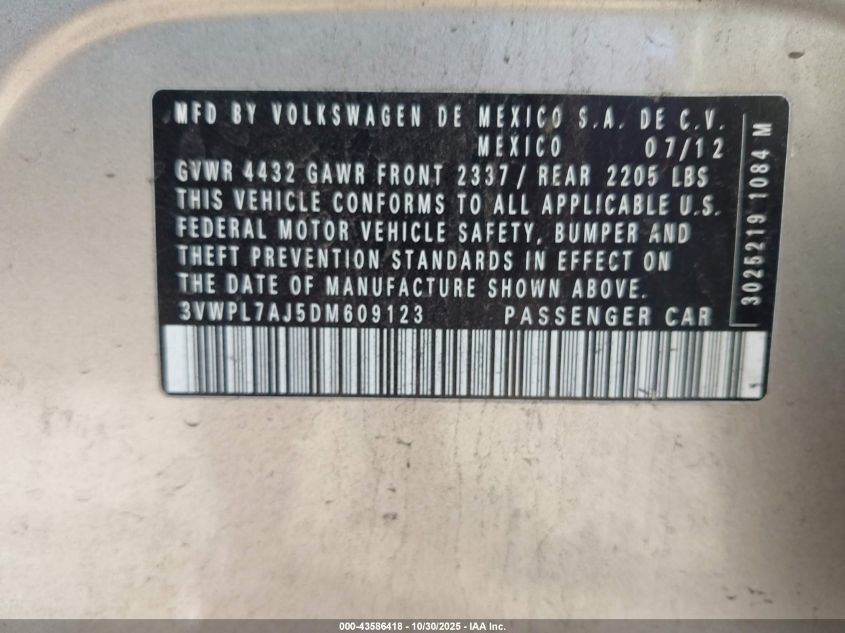 MFD BY VOLKSWAGEN DE MEXICO S.A. DE C.V.
MEXICO 07/12
GVWR 4432 GAWR FRONT 2337/ REAR 2205 LBS
THIS VEHICLE CONFORMS TO ALL APPLICABLE U.S.
FEDERAL MOTOR VEHICLE SAFETY, BUMPER AND
THEFT PREVENTION STANDARDS IN EFFECT ON
THE DATE OF MANUFACTURE SHOWN ABOVE.
3VWPL7AJ5DM609123 PASSENGER CAR
3025219 1084 M
000-43586418 - 10/30/2025 - IAA Inc.